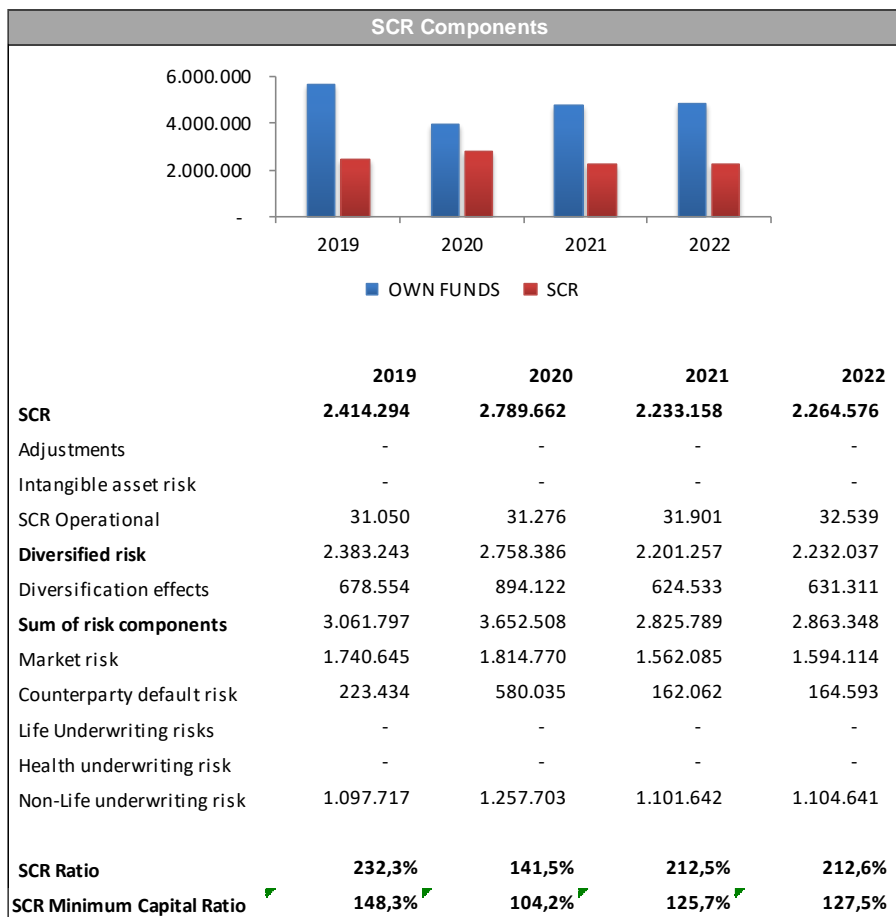 SCR Components
6.000.000
4.000.000
2.000.000
-
2019 2020 2021 2022
OWN FUNDS SCR
2019 2020 2021 2022
SCR 2.414.294 2.789.662 2.233.158 2.264.576
Adjustments - - - -
Intangible asset risk - - - -
SCR Operational 31.050 31.276 31.901 32.539
Diversified risk 2.383.243 2.758.386 2.201.257 2.232.037
Diversification effects 678.554 894.122 624.533 631.311
Sum of risk components 3.061.797 3.652.508 2.825.789 2.863.348
Market risk 1.740.645 1.814.770 1.562.085 1.594.114
Counterparty default risk 223.434 580.035 162.062 164.593
Life Underwriting risks - - - -
Health underwriting risk - - - -
Non-Life underwriting risk 1.097.717 1.257.703 1.101.642 1.104.641
SCR Ratio 232,3% 141,5% 212,5% 212,6%
SCR Minimum Capital Ratio 148,3% 104,2% 125,7% 127,5%